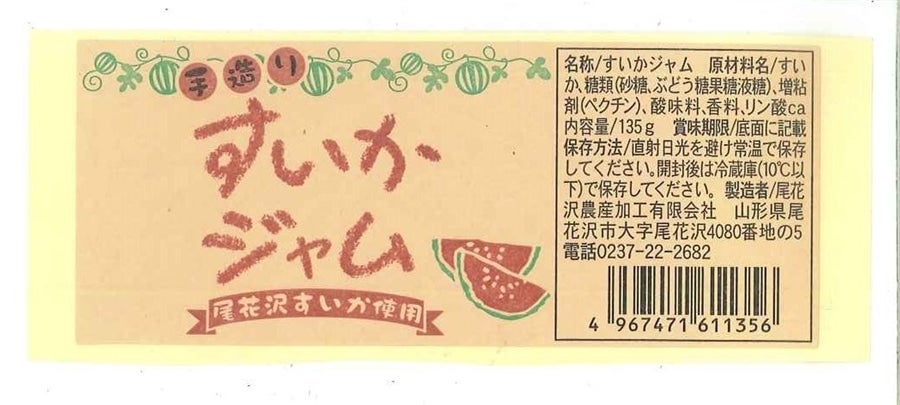 手造り
すいか
ジャム
尾花沢すいか使用
名称/すいかジャム 原材料名/すい
か、糖類(砂糖、ぶどう糖果糖液糖)、増粘
剤(ペクチン)、酸味料、香料、リン酸ca
内容量/135g 賞味期限/底面に記載
保存方法/直射日光を避け常温で保存
してください。開封後は冷蔵庫(10℃以
下)で保存してください。 製造者/尾花
沢農産加工有限会社 山形県尾
花沢市大字尾花沢4080番地の5
電話0237-22-2682
4 967471 611356